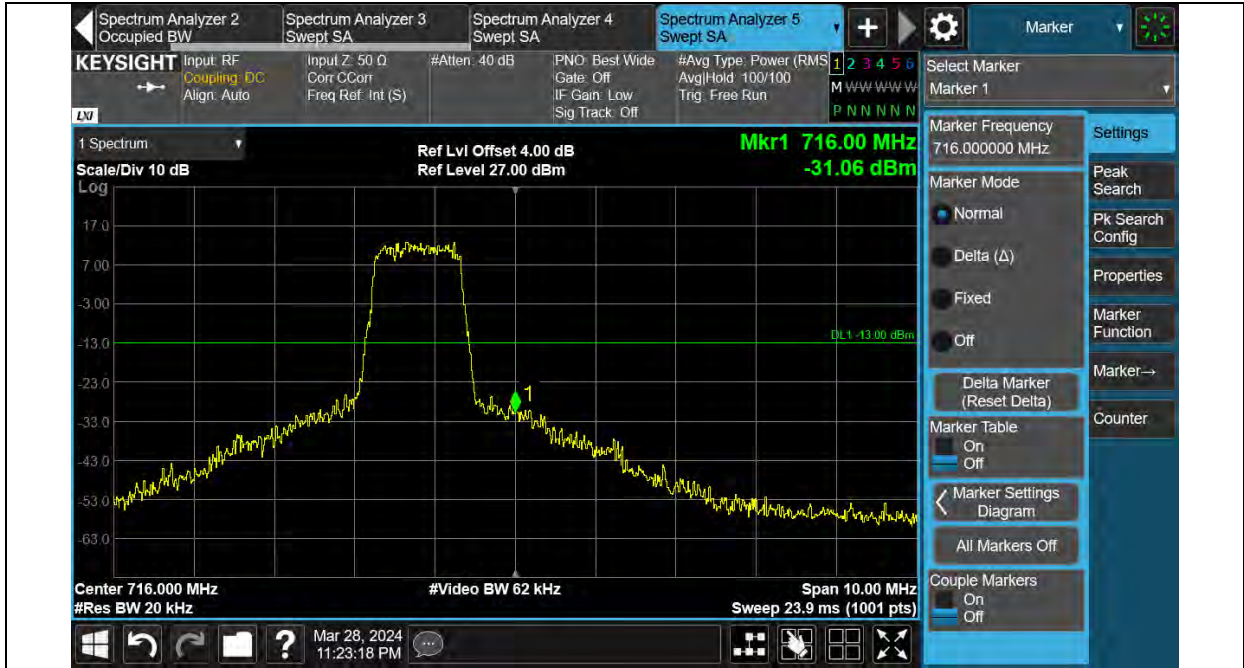 Spectrum Analyzer 2
Occupied BW
Spectrum Analyzer 3
Swept SA
Spectrum Analyzer 4
Swept SA
Spectrum Analyzer 5
Swept SA
Marker
KEYSIGHT
LXI
Input: RF
Coupling: DC
Align: Auto
Input Z: 50 Ω
Corr CCorr
Freq Ref: Int (S)
#Atten: 40 dB
PNO: Best Wide
Gate: Off
IF Gain: Low
Sig Track: Off
#Avg Type: Power (RMS
Avg|Hold: 100/100
Trig: Free Run
1 2 3 4 5 6
M W W W W W
P N N N N N
Select Marker
Marker 1
1 Spectrum
Scale/Div 10 dB
Ref Lvl Offset 4.00 dB
Ref Level 27.00 dBm
Mkr1 716.00 MHz
-31.06 dBm
Log
17.0
7.00
-3.00
-13.0
-23.0
-33.0
-43.0
-53.0
-63.0
DL1 -13.00 dBm
1
Center 716.000 MHz
#Res BW 20 kHz
#Video BW 62 kHz
Span 10.00 MHz
Sweep 23.9 ms (1001 pts)
Marker Frequency
716.000000 MHz
Marker Mode
Normal
Delta (Δ)
Fixed
Off
Delta Marker
(Reset Delta)
Marker Table
On
Off
Marker Settings
Diagram
All Markers Off
Couple Markers
On
Off
Settings
Peak
Search
Pk Search
Config
Properties
Marker
Function
Marker→
Counter
?
Mar 28, 2024
11:23:18 PM